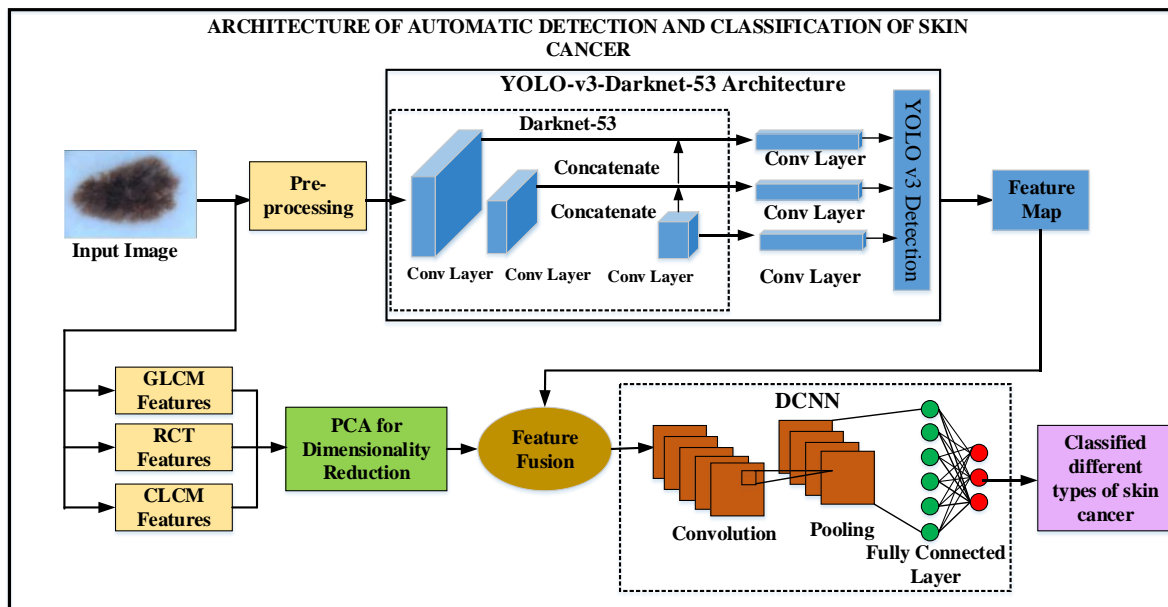 ARCHITECTURE OF AUTOMATIC DETECTION AND CLASSIFICATION OF SKIN
CANCER
YOLO-v3-Darknet-53 Architecture
Darknet-53
Concatenate
Concatenate
Conv Layer
Conv Layer
Conv Layer
Conv Layer
Conv Layer
Conv Layer
YOLO v3 Detection
Input Image
Pre-
processing
Feature
Map
GLCM
Features
RCT
Features
CLCM
Features
PCA for
Dimensionality
Reduction
Feature
Fusion
DCNN
Convolution
Pooling
Fully Connected
Layer
Classified
different
types of skin
cancer